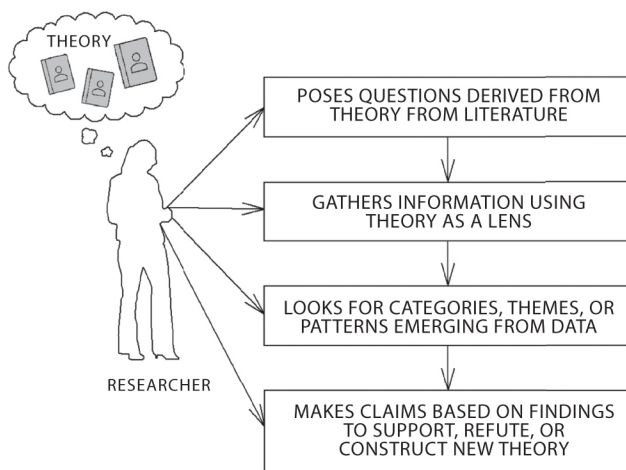 THEORY
POSES QUESTIONS DERIVED FROM
THEORY FROM LITERATURE
GATHERS INFORMATION USING
THEORY AS A LENS
LOOKS FOR CATEGORIES, THEMES, OR
PATTERNS EMERGING FROM DATA
RESEARCHER
MAKES CLAIMS BASED ON FINDINGS
TO SUPPORT, REFUTE, OR
CONSTRUCT NEW THEORY